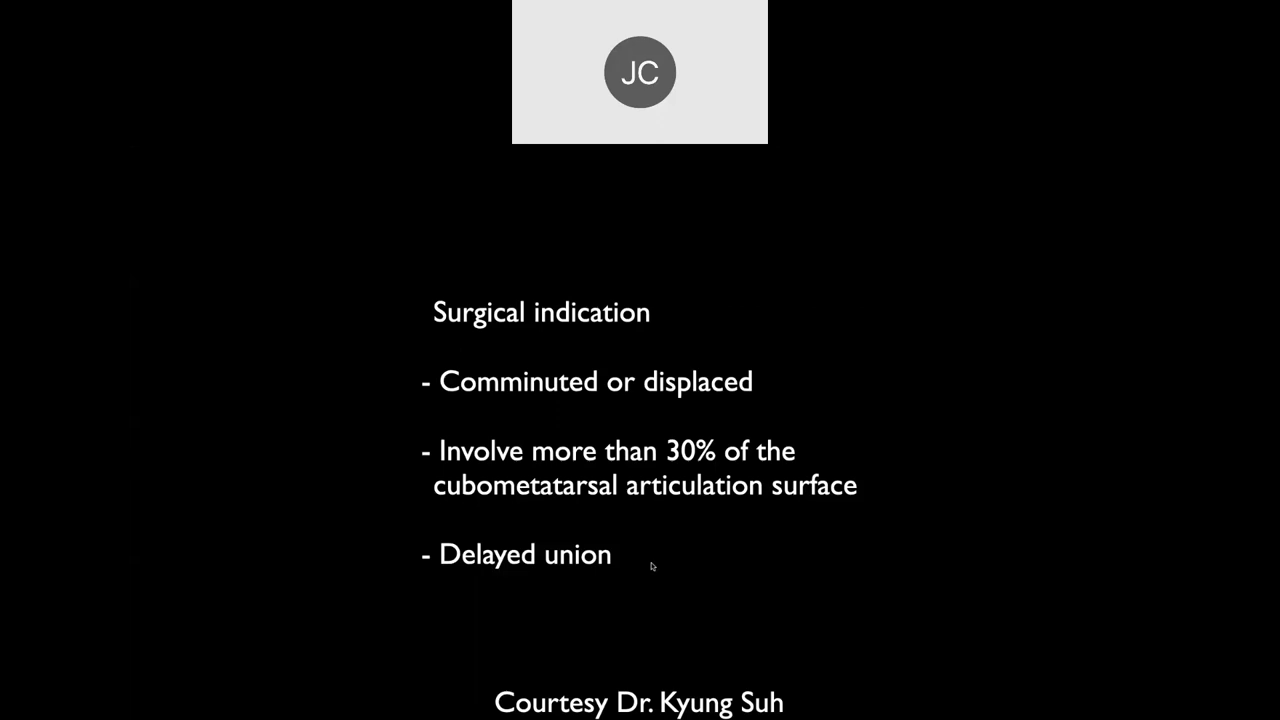 JC
Surgical indication
- Comminuted or displaced
- Involve more than 30% of the
cubometatarsal articulation surface
- Delayed union
Courtesy Dr. Kyung Suh